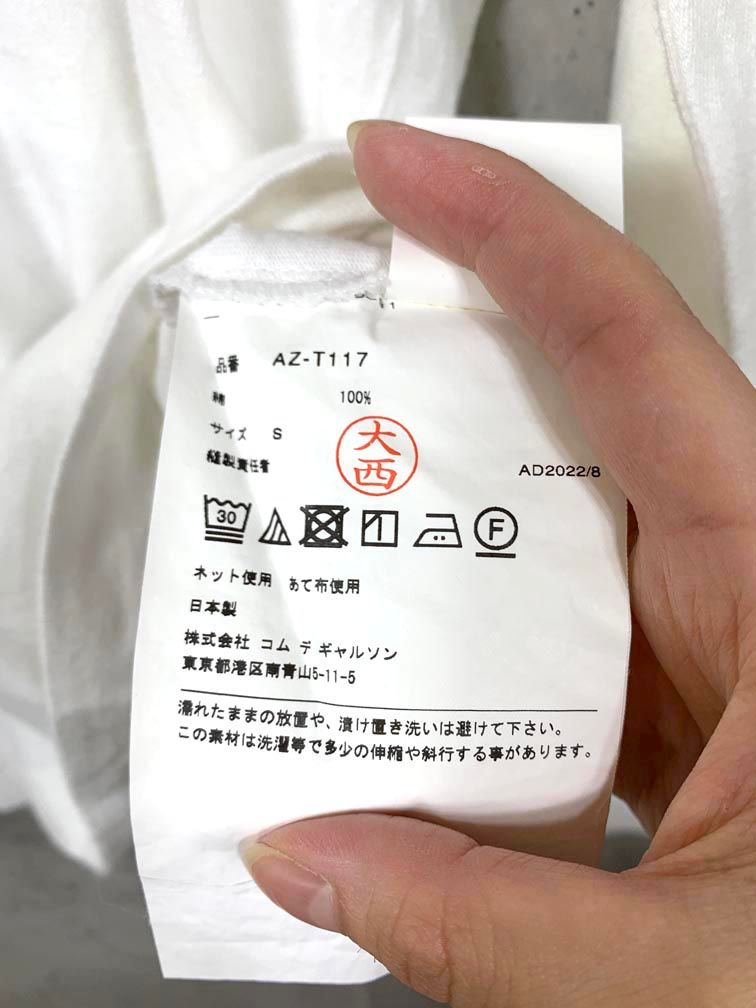 品番 AZ-T117
綿 100%
サイズ S
縫製責任者 大西 AD2022/8
30 F
ネット使用 あて布使用
日本製
株式会社 コム デ ギャルソン
東京都港区南青山5-11-5
濡れたままの放置や、漬け置き洗いは避けて下さい。
この素材は洗濯等で多少の伸縮や斜行する事があります。